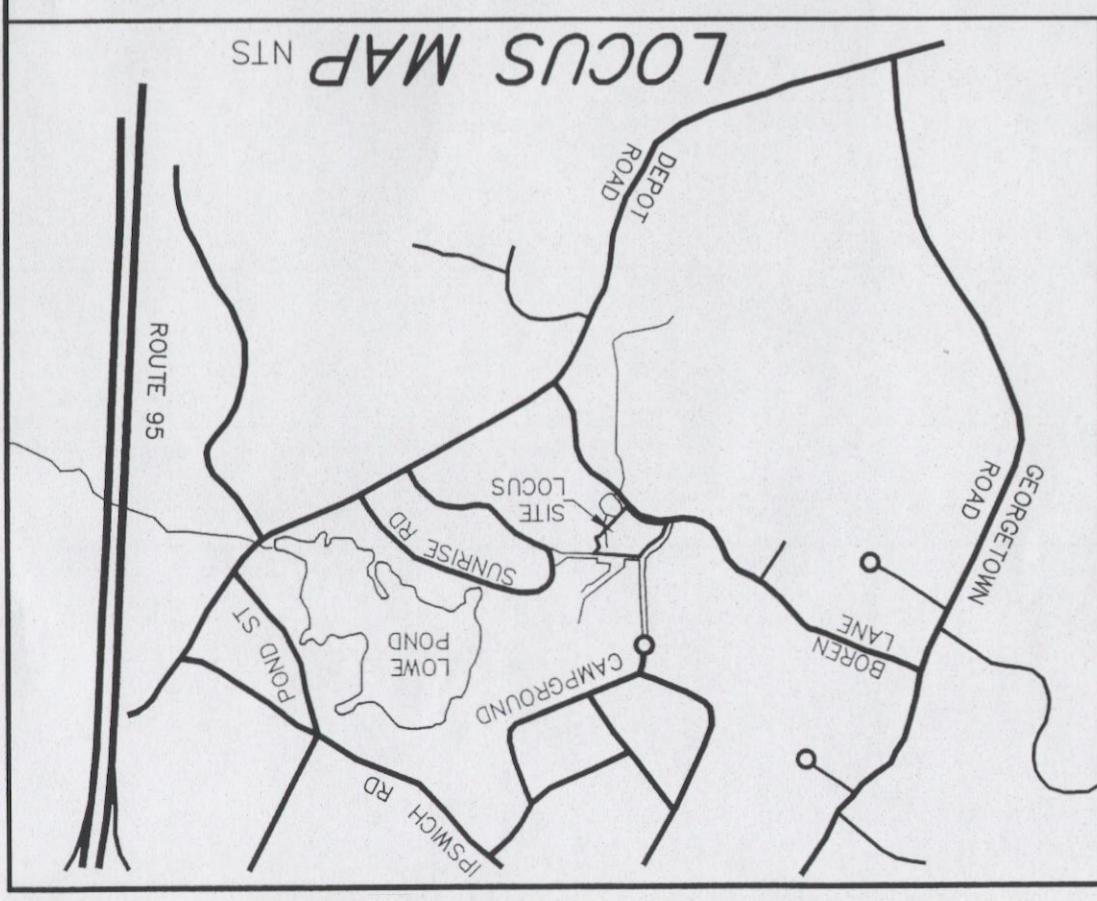 IPSWICH RD
POND ST
CAMPGROUND
LOWE
POND
BOREN
LANE
GEORGETOWN
ROAD
SUNRISE RD
LOCUS
SITE
ROUTE 95
DEPOT
ROAD
LOCUS MAP
NTS